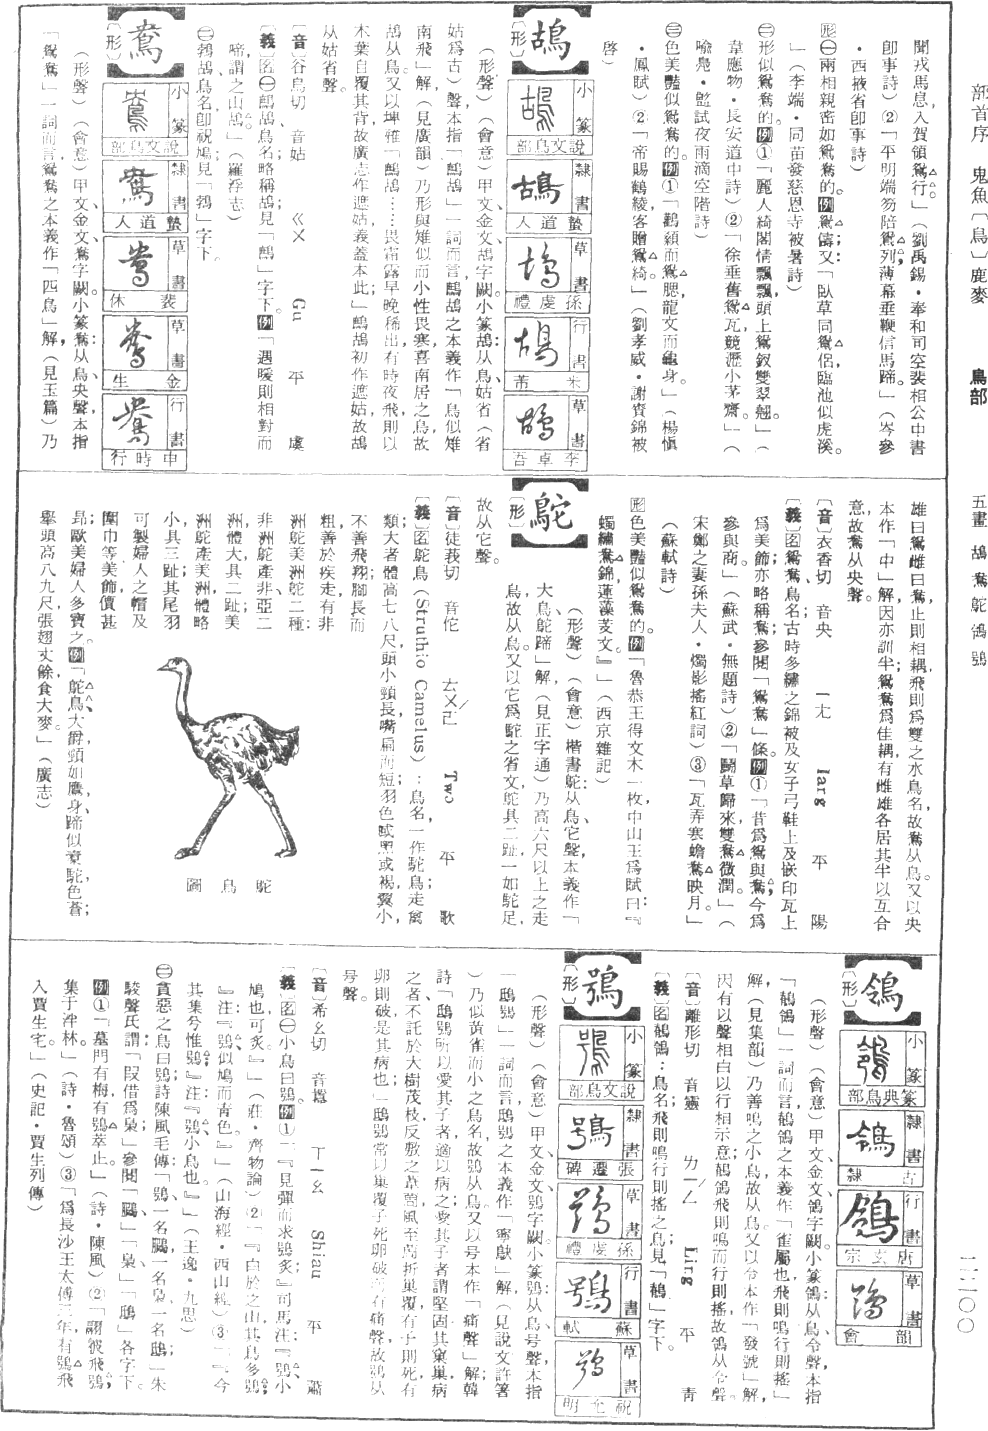 部首序　鬼魚〔鳥〕鹿麥　鳥部　五畫　鴣鴦鴕鴒鴞　一二二〇〇
聞戎馬息，入賀領鴛行。」（劉禹錫・奉和司空裴相公中書
卽事詩）②「平明端笏陪鴛列，薄幕垂鞭信馬蹄。」（岑參
・西掖省卽事詩）
㊀兩相親密如鴛鴦的。例鴛儔；又「臥草同鴛侶，臨池似虎溪。
」（李端・同苗發慈恩寺被暑詩）
㊁形似鴛鴦的。例①「麗人綺閣情飄飄，頭上鴛釵雙翠翹。」（
韋應物・長安道中詩）②「徐垂舊鴛瓦，競瀝小茅齋。」（
喻鳧・監試夜雨滴空階詩）
㊂色美豔似鴛鴦的。例①「鸛顙而鴛腮，龍文而龜身。」（楊愼
・鳳賦）②「帝賜鶴綾，客贈鴛綺。」（劉孝威・謝賚錦被
啓）
鴣
〔形〕
小篆　說文鳥部
隸書　蟄道人
草書　孫虔禮
行書　朱芾
草書　李卓吾
（形聲）（會意）甲文、金文鴣字闕。小篆鴣：从鳥、姑省（省
姑爲古）聲，本指「鷓鴣」一詞而言，鷓鴣之本義作「鳥似雉
南飛」解（見廣韻），乃形與雉似而小，性畏寒喜南居之鳥，故
鴣从鳥。又以埤雅「鷓鴣……畏霜露，早晚稀出，有時夜飛，則以
木葉自覆其背，故廣志作遮姑，義蓋本此」；鷓鴣初作遮姑，故鴣
从姑省聲。
〔音〕谷烏切　音姑　ㄍㄨ　Gu　平　虞
〔義〕名㊀鷓鴣，鳥名，略稱鴣，見「鷓」字下。例「遇暖則相對而
啼，謂之山鴣。」（羅浮志）
㊁鵓鴣，鳥名，卽祝鳩，見「鵓」字下。
鴦
〔形〕
小篆　說文鳥部
隸書　蟄道人
草書　裴休
草書　金生
行書　申時行
（形聲）（會意）甲文、金文鴦字闕。小篆鴦：从鳥、央聲，本指
「鴛鴦」一詞而言，鴛鴦之本義作「匹鳥」解（見玉篇），乃
雄曰鴛，雌曰鴦，止則相耦，飛則爲雙之水鳥名，故鴦从鳥。又以央
本作「中」解，因亦訓半，鴛鴦爲佳耦，有雌雄各居其半以互合
意，故鴦从央聲。
〔音〕衣香切　音央　ㄧㄤ　Iang　平　陽
〔義〕名鴛鴦，鳥名；古時多繡之錦被及女子弓鞋上及嵌印瓦上
爲美飾；亦略稱鴦；參閱「鴛鴦」條。例①「昔爲鴛與鴦，今爲
參與商。」（蘇武・無題詩）②「鬭草歸來雙鴦微潤。」（
宋鄭之妻孫夫人・燭影搖紅詞）③「瓦弄寒蟾鴦映月。」
（蘇軾詩）
形色美豔似鴛鴦的。例「魯恭王得文木一枚，中山王爲賦曰：『
蠲繡鴦錦，蓮藻芰文。』」（西京雜記）
鴕
〔形〕
（形聲）（會意）楷書鴕：从鳥、它聲，本義作「
大鳥鴕蹄」解（見正字通），乃高六尺以上之走
鳥，故从鳥。又以它爲駝之省文，鴕具二趾一如駝足，
故从它聲。
〔音〕徒莪切　音佗　ㄊㄨㄛˊ　Two　平　歌
〔義〕名鴕鳥（Struthio Camelus）：鳥名，一作駝鳥；走禽
類；大者體高七八尺，頭小頸長，嘴扁而短；羽色或黑或褐；翼小，
不善飛翔；腳長而
粗，善於疾走；有非
洲鴕、美洲鴕二種：
非洲鴕產非、亞二
洲，體大，具二趾；美
洲鴕產美洲，體略
小，具三趾；其尾羽
可製婦人之帽及
圍巾等美飾，價甚
昂，歐美婦人多寶之。例「鴕鳥大爵，頸如鷹身，蹄似橐駝，色蒼；
舉頭高八九尺，張翅丈餘，食大麥。」（廣志）
鴕鳥圖
鴒
〔形〕
小篆　篆典鳥部
隸書　古隸
行書　唐玄宗
草書　韻會
（形聲）（會意）甲文、金文鴒字闕。小篆鴒：从鳥、令聲，本指
「鶺鴒」一詞而言，鶺鴒之本義作「雀屬也，飛則鳴，行則搖」
解（見集韻），乃善鳴之小鳥，故从鳥。又以令本作「發號」解，
因有以聲相白，以行相示意；鶺鴒飛則鳴而行則搖，故鴒从令聲。
〔音〕離形切　音靈　ㄌㄧㄥˊ　Ling　平　靑
〔義〕名鶺鴒：鳥名，飛則鳴行則搖之鳥；見「鶺」字下。
鴞
〔形〕
小篆　說文鳥部
隸書　張遷碑
草書　孫虔禮
行書　蘇軾
草書　祝允明
（形聲）（會意）甲文、金文鴞字闕。小篆鴞：从鳥、号聲，本指
「鴟鴞」一詞而言，鴟鴞之本義作「寧鴃」解（見說文許箸
），乃似黃雀而小之鳥名，故鴞从鳥。又以号本作「痛聲」解；韓
詩「鴟鴞所以愛其子者，適以病之；愛其子者，謂堅固其窠巢；病
之者，不託於大樹茂枝，反敷之葦䓲，風至䓲折巢覆，有子則死，有
卵則破，是其病也」；鴟鴞常以巢覆子死卵破而有痛聲，故鴞从
号聲。
〔音〕希幺切　音枵　ㄒㄧㄠ　Shiau　平　蕭
〔義〕名㊀小鳥曰鴞。例①「『見彈而求鴞炙』司馬注：『鴞，小
鳩也，可炙。』」（莊・齊物論）②「『白於之山，其鳥多鴞』
『注：『鴞似鳩而靑色。』」（山海經・西山經）③「『今
其集兮惟鴞』注：『鴞，小鳥也。』」（王逸・九思）
㊁貪惡之鳥曰鴞。詩陳風毛傳：「鴞，一名鵩，一名梟，一名鴟。」朱
駿聲氏謂：「叚借爲梟」。參閱「鵩」、「梟」、「鴟」各字下。
例①「墓門有梅，有鴞萃止。」（詩・陳風）②「翩彼飛鴞，
集于泮林。」（詩・魯頌）③「爲長沙王太傅三年，有鴞飛
入賈生宅。」（史記・賈生列傳）